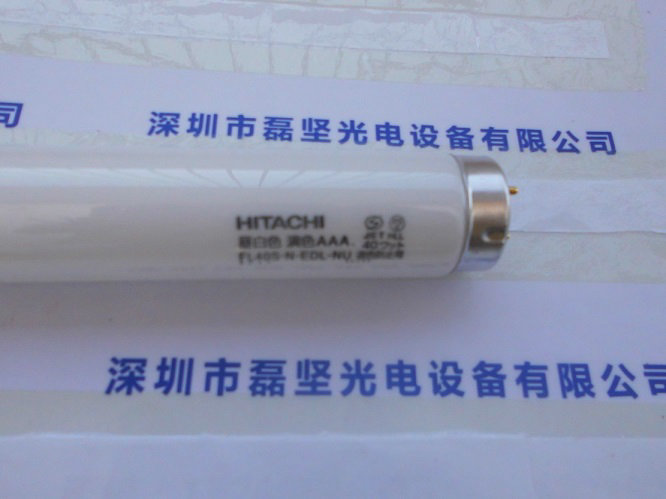 司
深圳市磊坚光电设备有限公司
HITACHI
昼白色 演色AAA
40ワット
FL40S·N-EDL·NU
深圳市磊坚光电设备有限公司